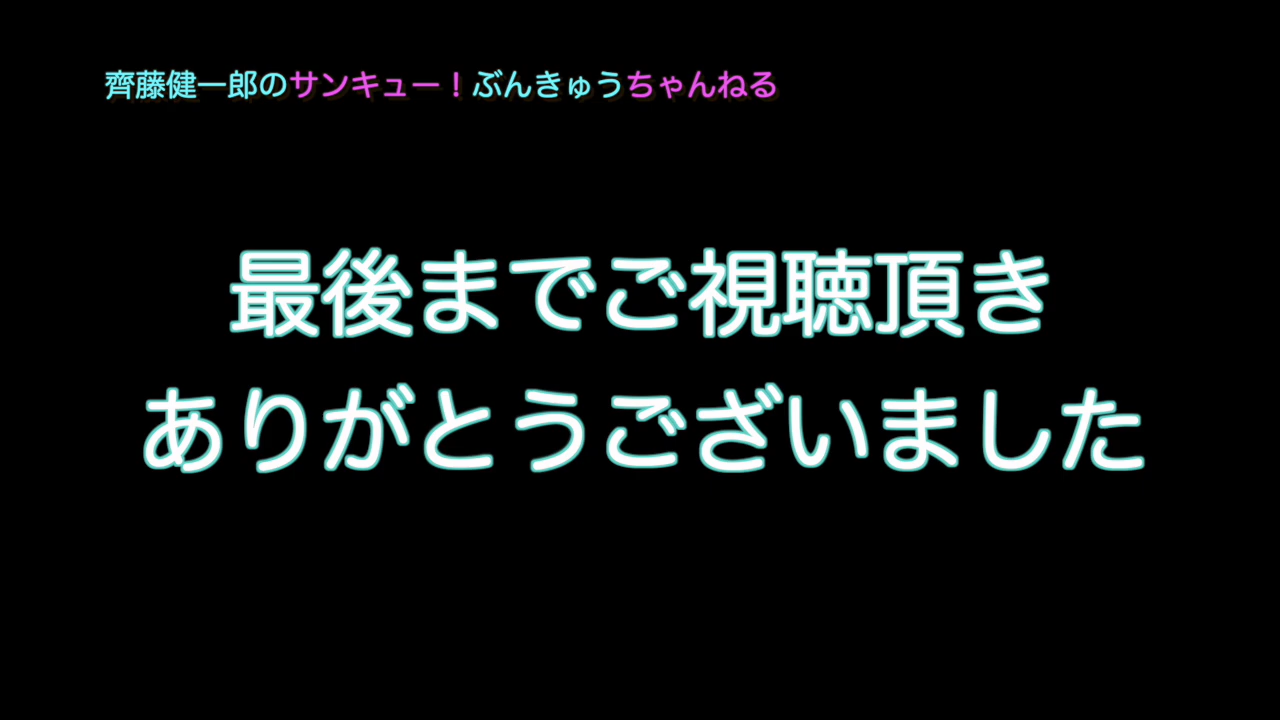 齊藤健一郎のサンキュー！ぶんきゅうちゃんねる
最後までご視聴頂き
ありがとうございました